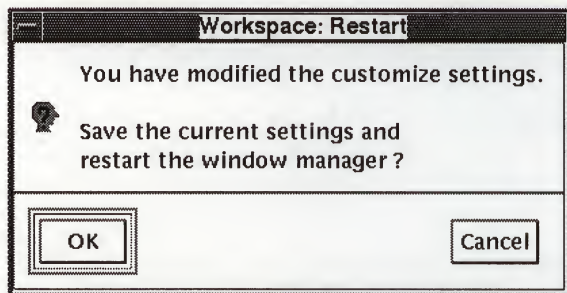 Workspace: Restart
You have modified the customize settings.
Save the current settings and
restart the window manager ?
OK
Cancel